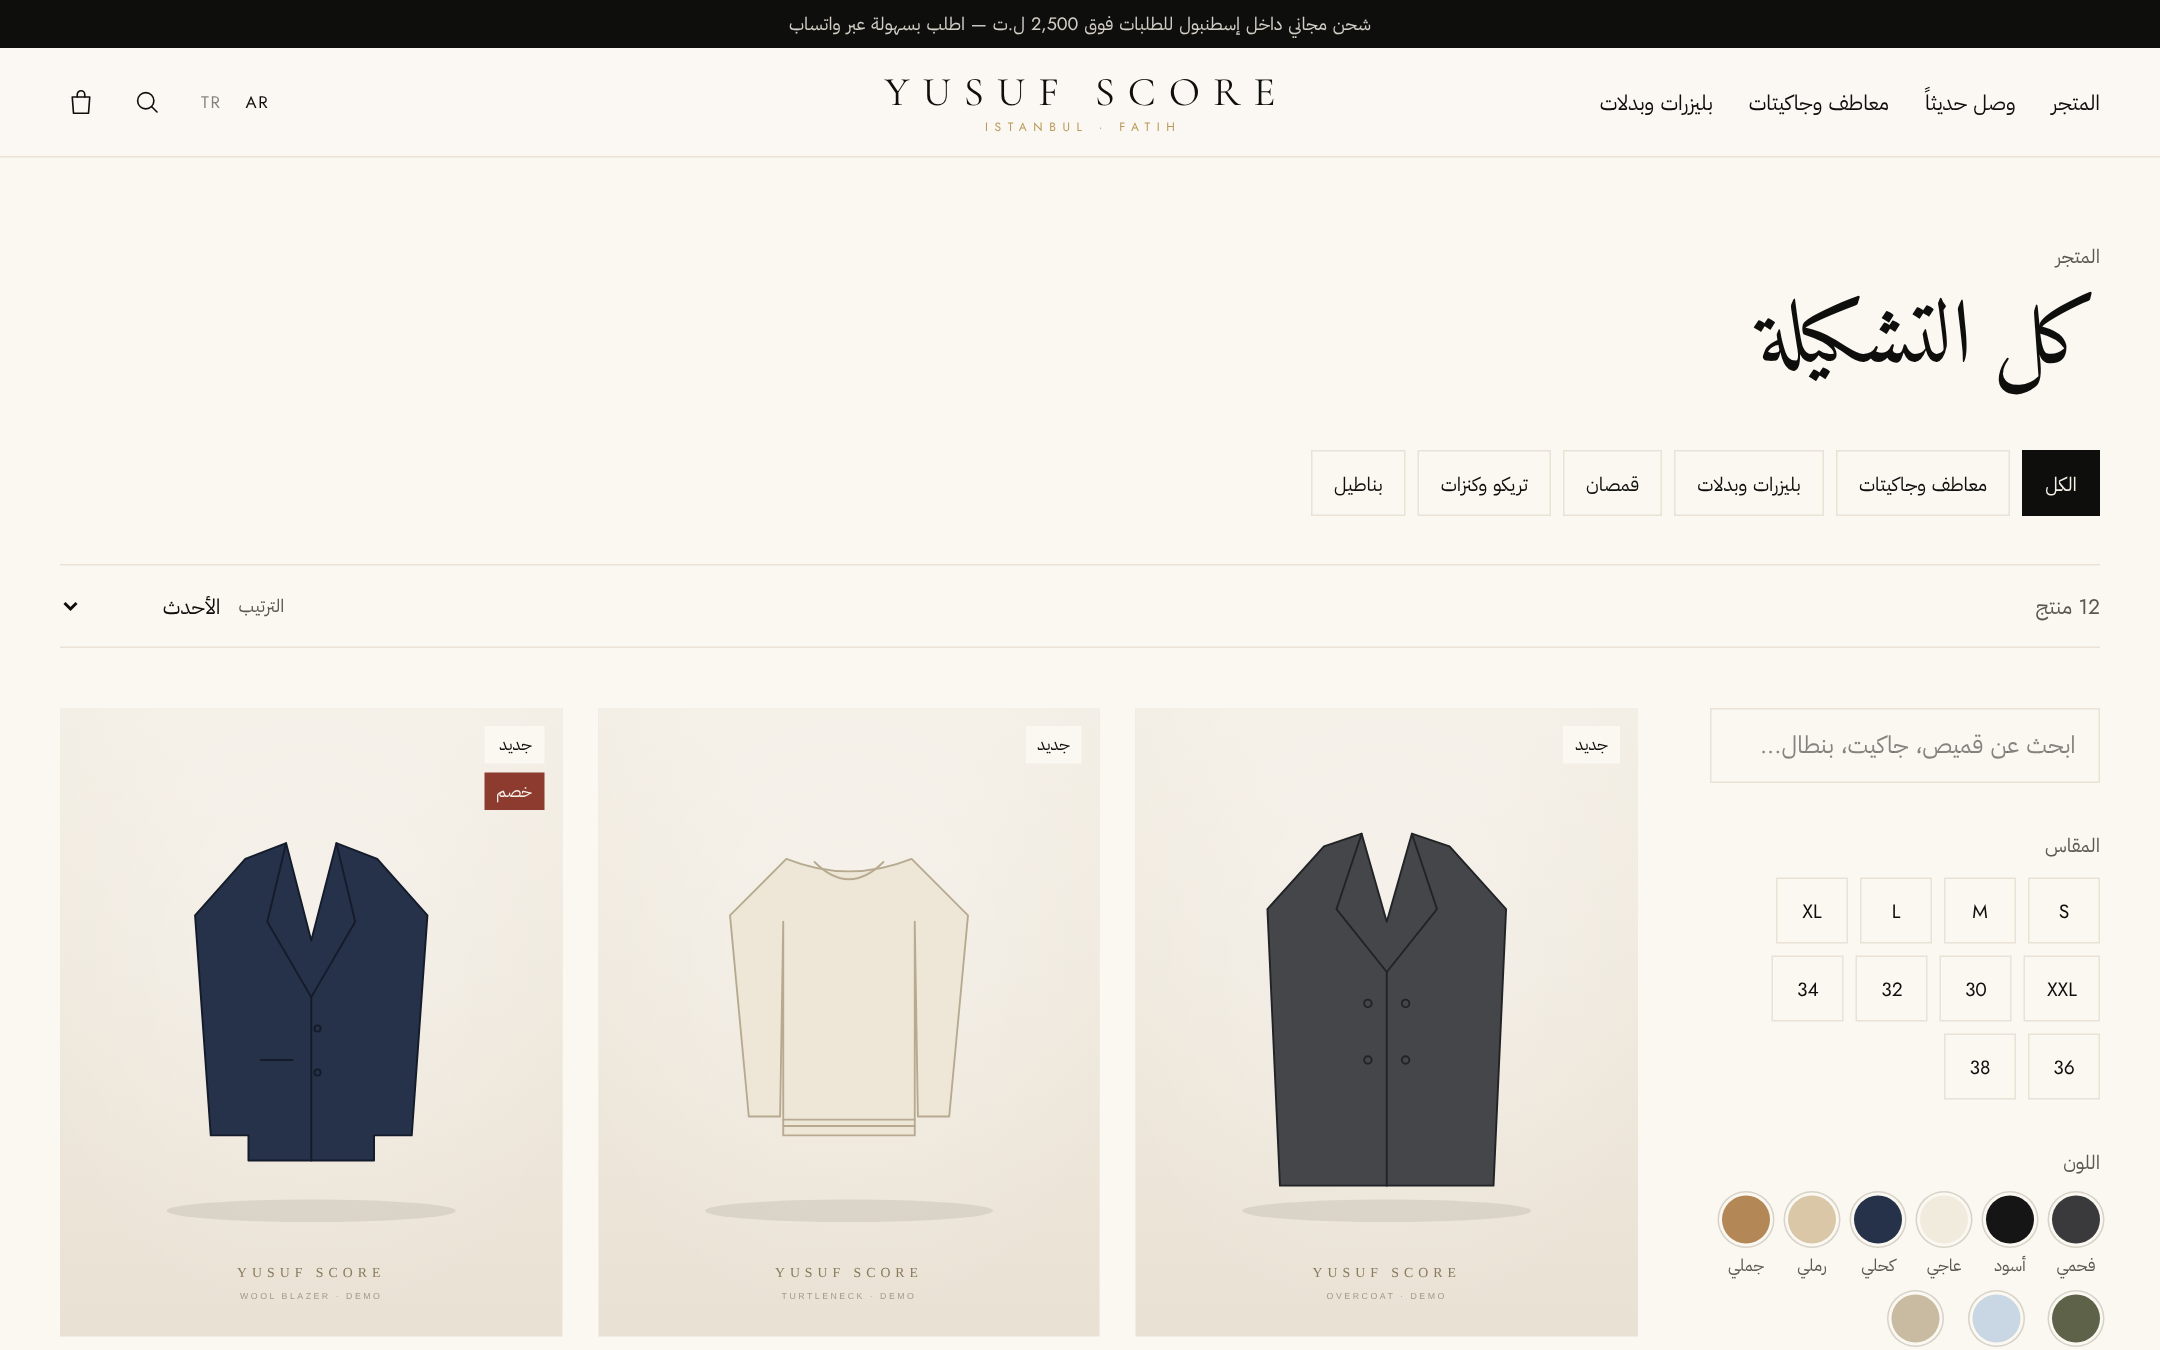 شحن مجاني داخل إسطنبول للطلبات فوق 2,500 ل.ت — اطلب بسهولة عبر واتساب
المتجر
وصل حديثاً
معاطف وجاكيتات
بليزرات وبدلات
YUSUF SCORE
ISTANBUL · FATIH
AR
TR
المتجر
كل التشكيلة
الكل
معاطف وجاكيتات
بليزرات وبدلات
قمصان
تريكو وكنزات
بناطيل
12 منتج
الترتيب
الأحدث
ابحث عن قميص، جاكيت، بنطال...
المقاس
S
M
L
XL
XXL
30
32
34
36
38
اللون
فحمي
أسود
عاجي
كحلي
رملي
جملي
جديد
YUSUF SCORE
OVERCOAT · DEMO
جديد
YUSUF SCORE
TURTLENECK · DEMO
جديد
خصم
YUSUF SCORE
WOOL BLAZER · DEMO